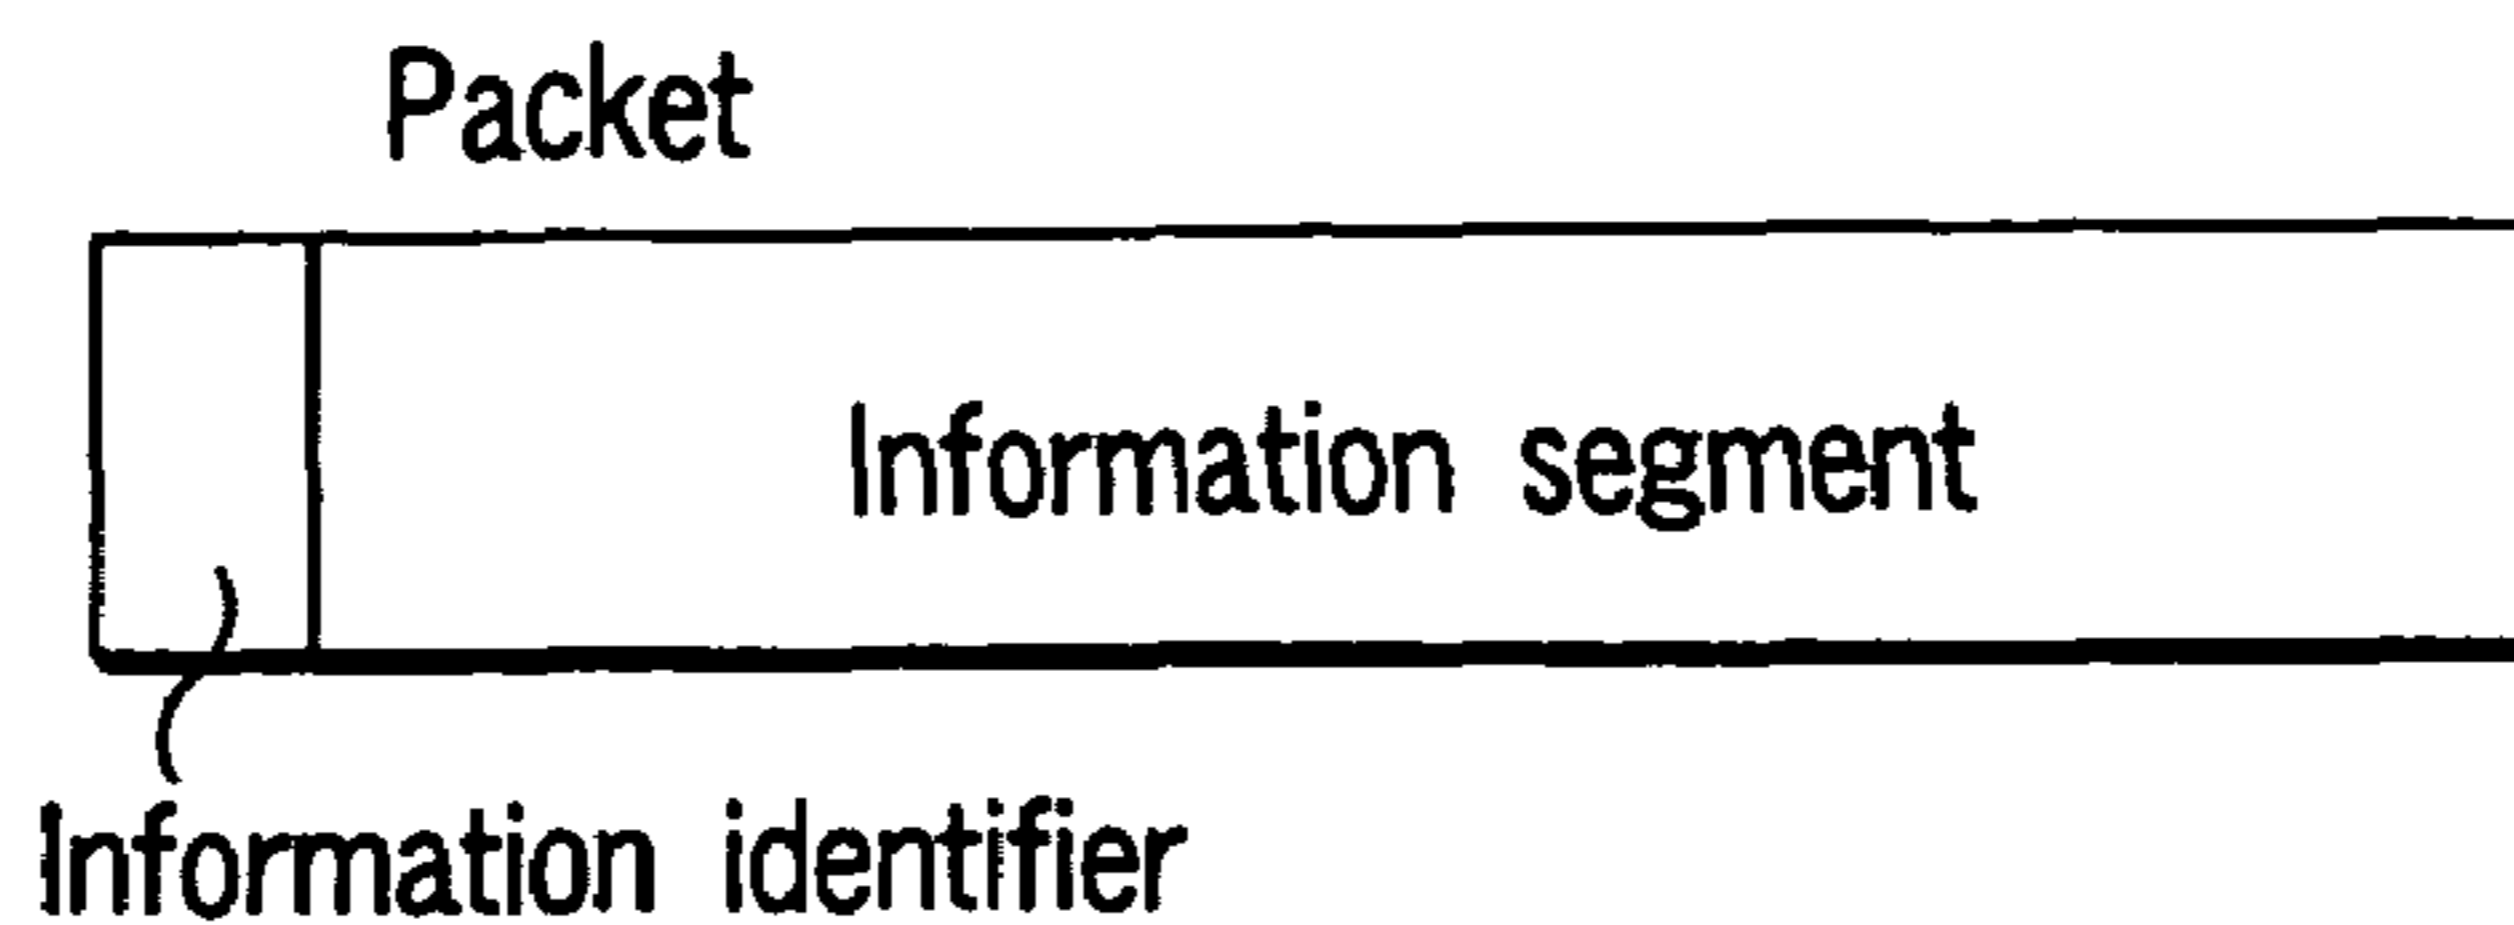 Packet
Information segment
Information identifier